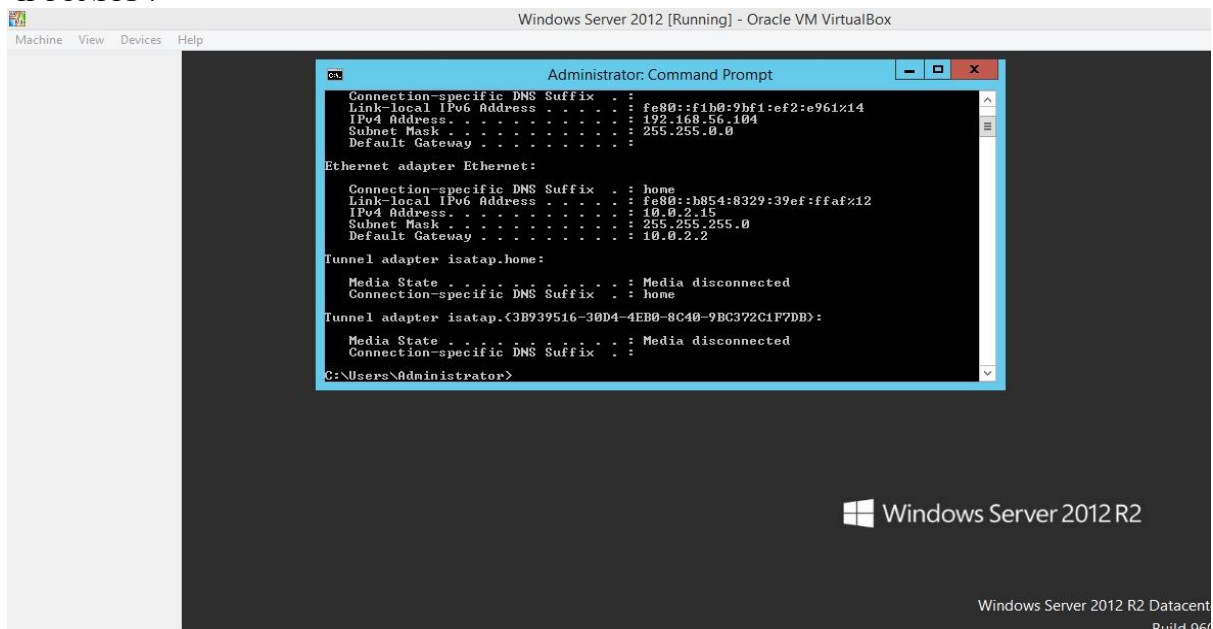 Windows Server 2012 [Running] - Oracle VM VirtualBox
Machine View Devices Help
Administrator: Command Prompt
Connection-specific DNS Suffix . :
Link-local IPv6 Address . . . . . : fe80::f1b0:9bf1:ef2:e961%14
IPv4 Address. . . . . . . . . . . : 192.168.56.104
Subnet Mask . . . . . . . . . . . : 255.255.0.0
Default Gateway . . . . . . . . . :
Ethernet adapter Ethernet:
Connection-specific DNS Suffix . : home
Link-local IPv6 Address . . . . . : fe80::b854:8329:39ef:ffaf%12
IPv4 Address. . . . . . . . . . . : 10.0.2.15
Subnet Mask . . . . . . . . . . . : 255.255.255.0
Default Gateway . . . . . . . . . : 10.0.2.2
Tunnel adapter isatap.home:
Media State . . . . . . . . . . . : Media disconnected
Connection-specific DNS Suffix . : home
Tunnel adapter isatap.{3B939516-30D4-4EB0-8C40-9BC372C1F7DB}:
Media State . . . . . . . . . . . : Media disconnected
Connection-specific DNS Suffix . :
C:\Users\Administrator>
Windows Server 2012 R2
Windows Server 2012 R2 Datacent